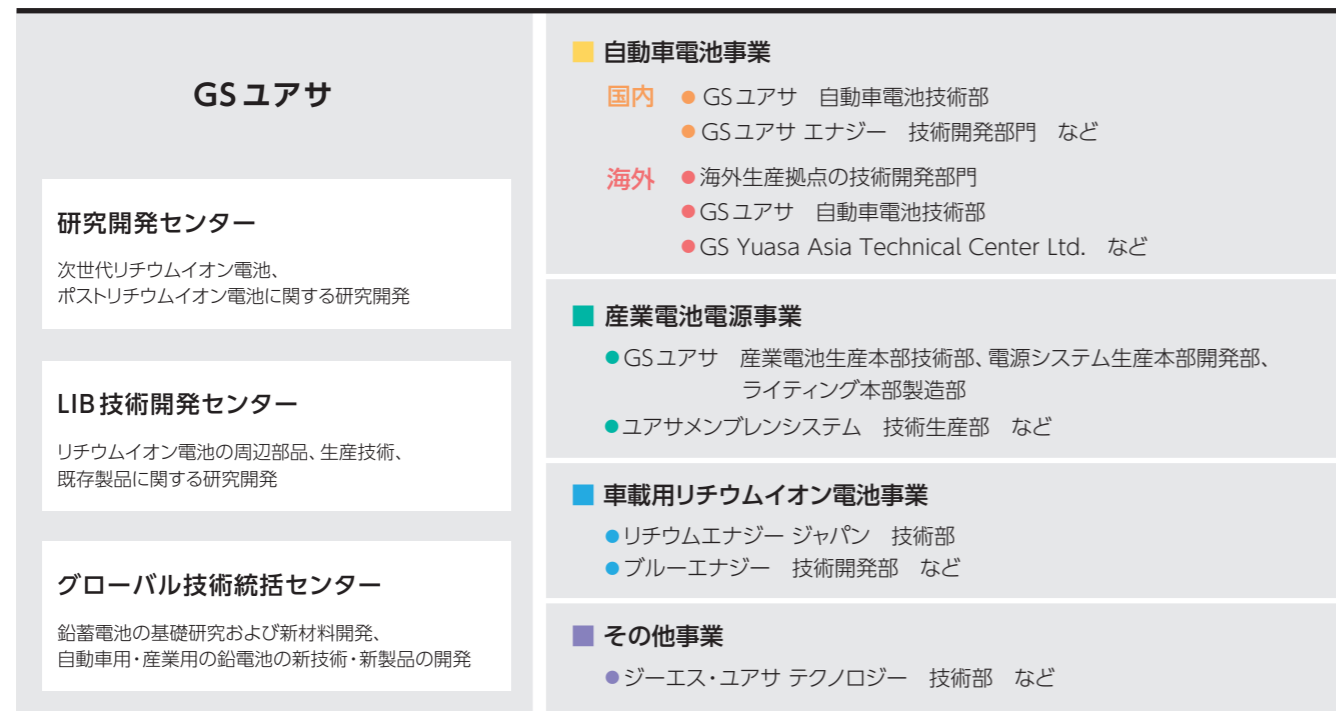 GSユアサ
研究開発センター
次世代リチウムイオン電池、
ポストリチウムイオン電池に関する研究開発
LIB技術開発センター
リチウムイオン電池の周辺部品、生産技術、
既存製品に関する研究開発
グローバル技術統括センター
鉛蓄電池の基礎研究および新材料開発、
自動車用・産業用の鉛電池の新技術・新製品の開発
■ 自動車電池事業
国内 ● GSユアサ 自動車電池技術部
● GSユアサ エナジー 技術開発部門 など
海外 ● 海外生産拠点の技術開発部門
● GSユアサ 自動車電池技術部
● GS Yuasa Asia Technical Center Ltd. など
■ 産業電池電源事業
● GSユアサ 産業電池生産本部技術部、電源システム生産本部開発部、
ライティング本部製造部
● ユアサメンブレンシステム 技術生産部 など
■ 車載用リチウムイオン電池事業
● リチウムエナジー ジャパン 技術部
● ブルーエナジー 技術開発部 など
■ その他事業
● ジーエス・ユアサ テクノロジー 技術部 など